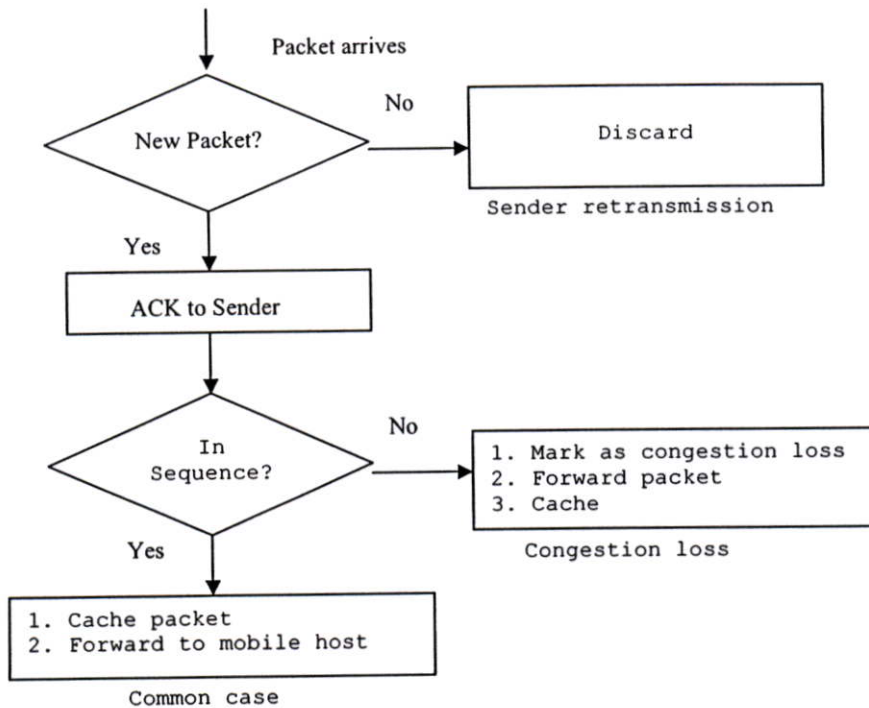 Packet arrives
No
New Packet?
Discard
Sender retransmission
Yes
ACK to Sender
No
In
Sequence?
1. Mark as congestion loss
2. Forward packet
3. Cache
Congestion loss
Yes
1. Cache packet
2. Forward to mobile host
Common case